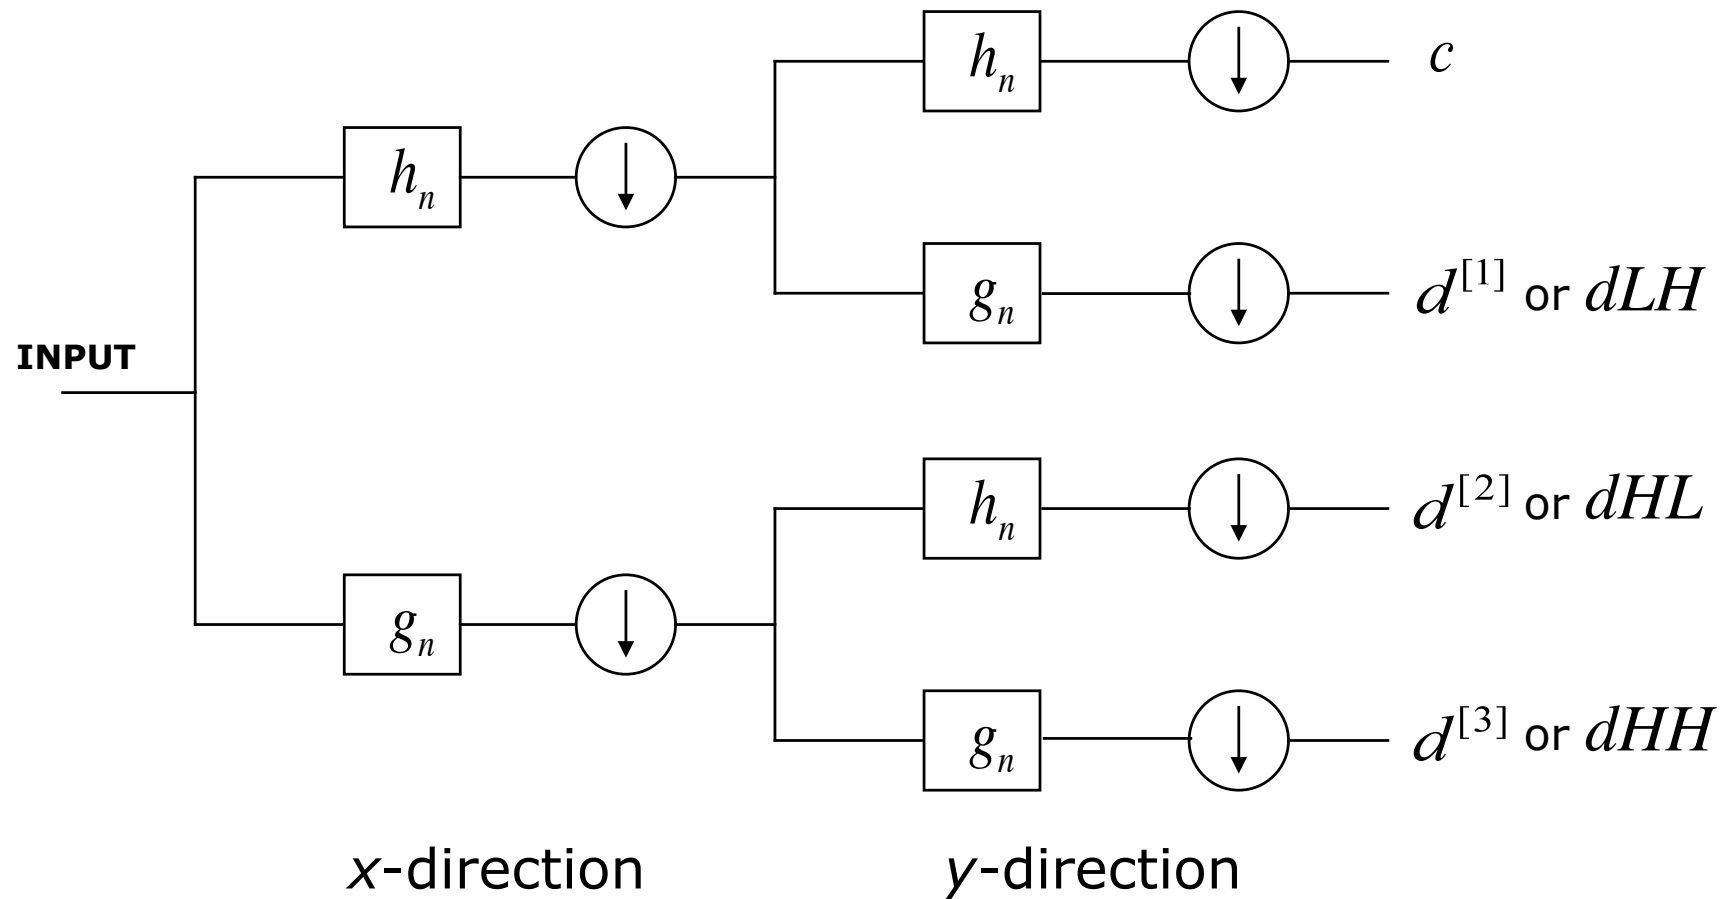 h_n
c
h_n
g_n
d^{[1]} or dLH
INPUT
h_n
d^{[2]} or dHL
g_n
g_n
d^{[3]} or dHH
x-direction
y-direction